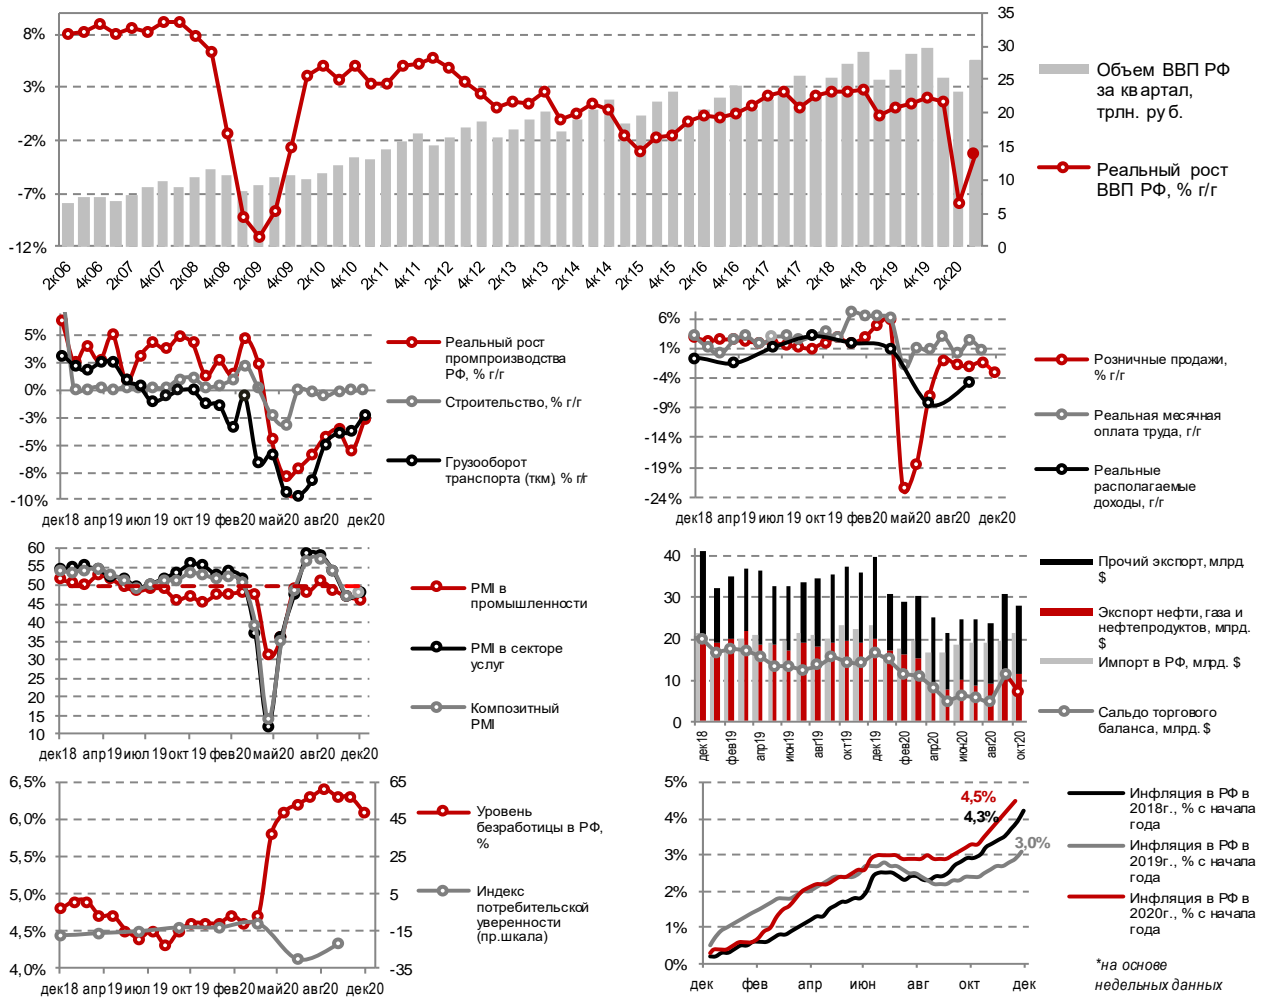 8%
3%
-2%
-7%
-12%
35
30
25
20
15
10
5
0
2к06
4к06
2к07
4к07
2к08
4к08
2к09
4к09
2к10
4к10
2к11
4к11
2к12
4к12
2к13
4к13
2к14
4к14
2к15
4к15
2к16
4к16
2к17
4к17
2к18
4к18
2к19
4к19
2к20
Объем ВВП РФ
за квартал,
трлн. руб.
Реальный рост
ВВП РФ, % г/г
5%
3%
0%
-3%
-5%
-8%
-10%
дек18 апр19 июл 19 окт 19 фев20 май20 авг20 дек20
Реальный рост
промпроизводства
РФ, % г/г
Строительство, % г/г
Грузооборот
транспорта (ткм), % г/г
6%
1%
-4%
-9%
-14%
-19%
-24%
дек18 апр19 июл 19 окт 19 фев20 май20 авг20 дек20
Розничные продажи,
% г/г
Реальная месячная
оплата труда, г/г
Реальные
располагаемые
доходы, г/г
60
55
50
45
40
35
30
25
20
15
10
дек18 апр19 июл 19 окт 19 фев20 май20 авг20 дек20
PMI в
промышленности
PMI в секторе
услуг
Композитный
PMI
40
30
20
10
0
дек18
фев19
апр19
июн19
авг19
окт19
дек19
фев20
апр20
июн20
авг20
окт20
Прочий экспорт, млрд.
$
Экспорт нефти, газа и
нефтепродуктов, млрд.
$
Импорт в РФ, млрд. $
Сальдо торгового
баланса, млрд. $
6,5%
6,0%
5,5%
5,0%
4,5%
4,0%
65
45
25
5
-15
-35
дек18 апр19 июл 19 окт 19 фев20 май20 авг20 дек20
Уровень
безработицы в РФ,
%
Индекс
потребительской
уверенности
(пр.шкала)
5%
4%
3%
2%
1%
0%
4,5%
4,3%
3,0%
дек фев апр июн авг окт дек
Инфляция в РФ в
2018г., % с начала
года
Инфляция в РФ в
2019г., % с начала
года
Инфляция в РФ в
2020г., % с начала
года
*на основе
недельных данных